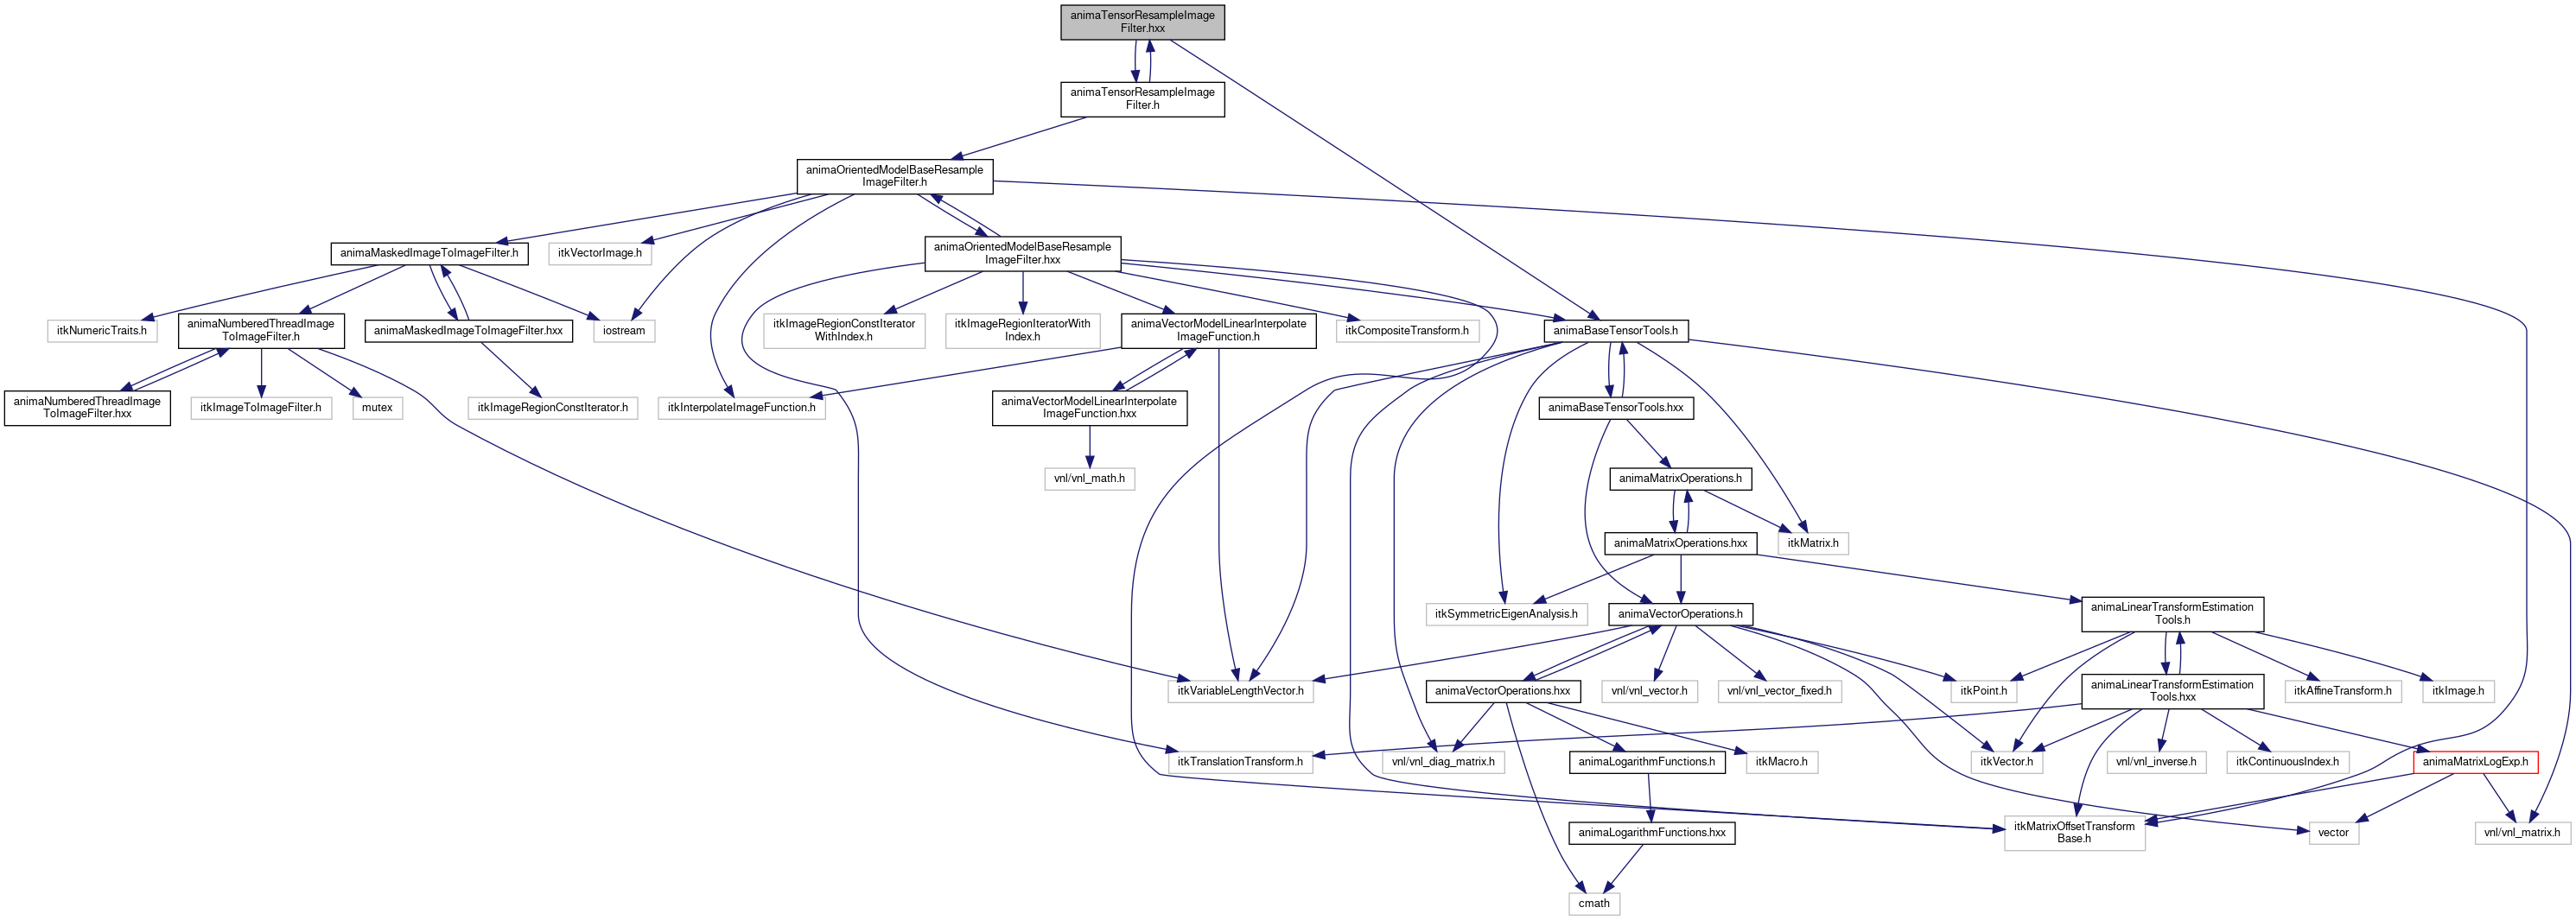 animaTensorResampleImage
Filter.hxx
animaTensorResampleImage
Filter.h
animaOrientedModelBaseResample
ImageFilter.h
animaMaskedImageToImageFilter.h
itkVectorImage.h
animaOrientedModelBaseResample
ImageFilter.hxx
itkNumericTraits.h
animaNumberedThreadImage
ToImageFilter.h
animaMaskedImageToImageFilter.hxx
iostream
itkImageRegionConstIterator
WithIndex.h
itkImageRegionIteratorWith
Index.h
animaVectorModelLinearInterpolate
ImageFunction.h
itkCompositeTransform.h
animaBaseTensorTools.h
animaNumberedThreadImage
ToImageFilter.hxx
itkImageToImageFilter.h
mutex
itkImageRegionConstIterator.h
itkInterpolateImageFunction.h
animaVectorModelLinearInterpolate
ImageFunction.hxx
animaBaseTensorTools.hxx
vnl/vnl_math.h
animaMatrixOperations.h
animaMatrixOperations.hxx
itkMatrix.h
itkSymmetricEigenAnalysis.h
animaVectorOperations.h
animaLinearTransformEstimation
Tools.h
itkVariableLengthVector.h
animaVectorOperations.hxx
vnl/vnl_vector.h
vnl/vnl_vector_fixed.h
itkPoint.h
animaLinearTransformEstimation
Tools.hxx
itkAffineTransform.h
itkImage.h
itkTranslationTransform.h
vnl/vnl_diag_matrix.h
animaLogarithmFunctions.h
itkMacro.h
itkVector.h
vnl/vnl_inverse.h
itkContinuousIndex.h
animaMatrixLogExp.h
animaLogarithmFunctions.hxx
itkMatrixOffsetTransform
Base.h
vector
vnl/vnl_matrix.h
cmath